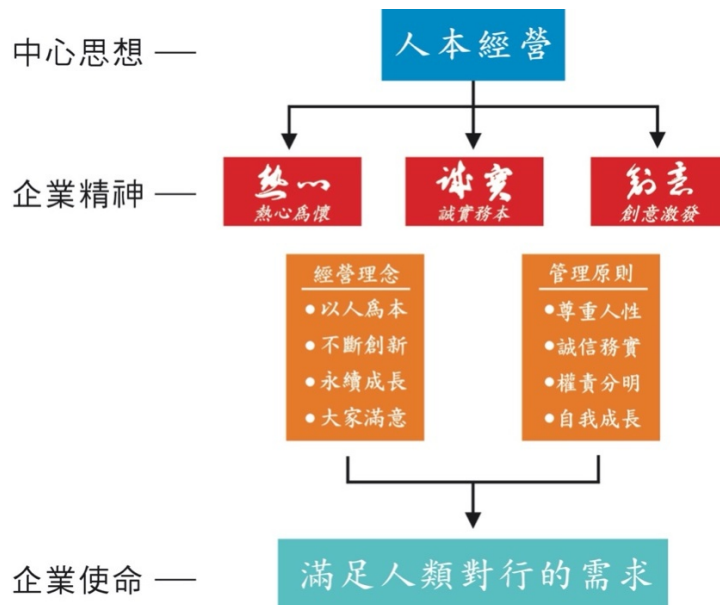 中心思想
人本經營
企業精神
熱心
熱心爲懷
誠實
誠實務本
創意
創意激發
經營理念
●以人爲本
●不斷創新
●永續成長
●大家滿意
管理原則
●尊重人性
●誠信務實
●權責分明
●自我成長
企業使命
滿足人類對行的需求